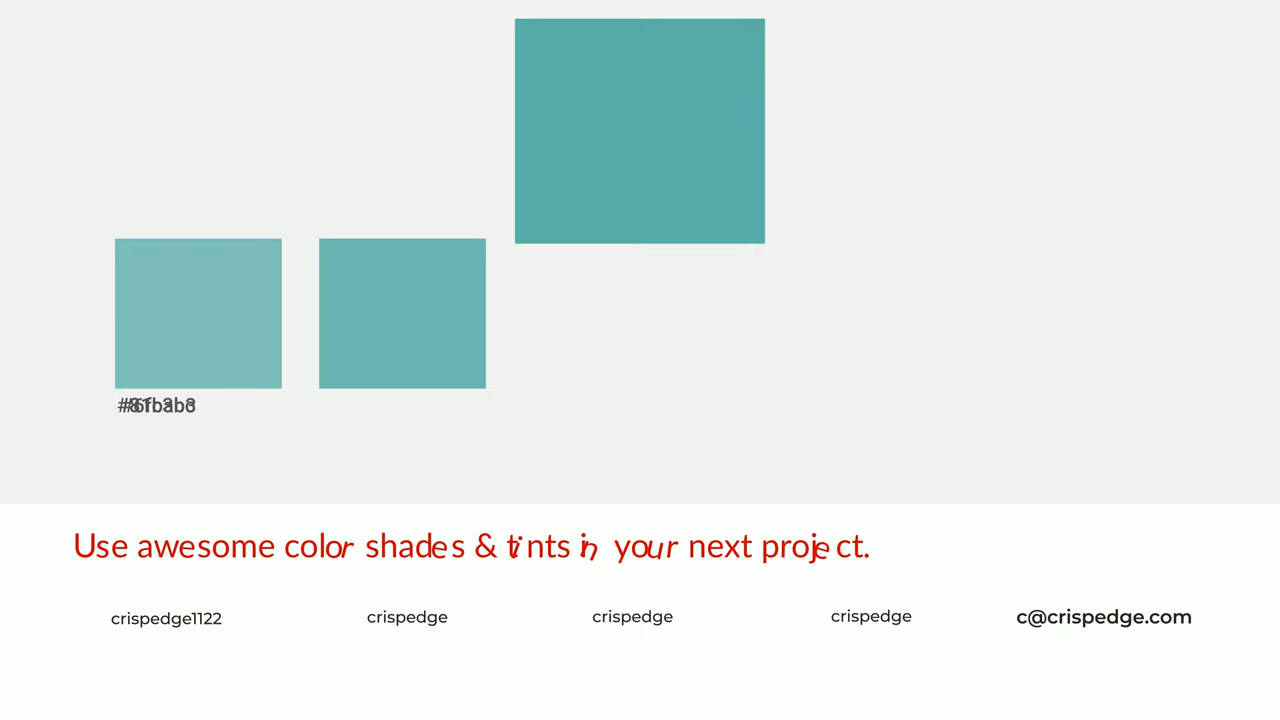 Use awesome color shades & tints in your next project.
crispedge1122 crispedge crispedge crispedge c@crispedge.com